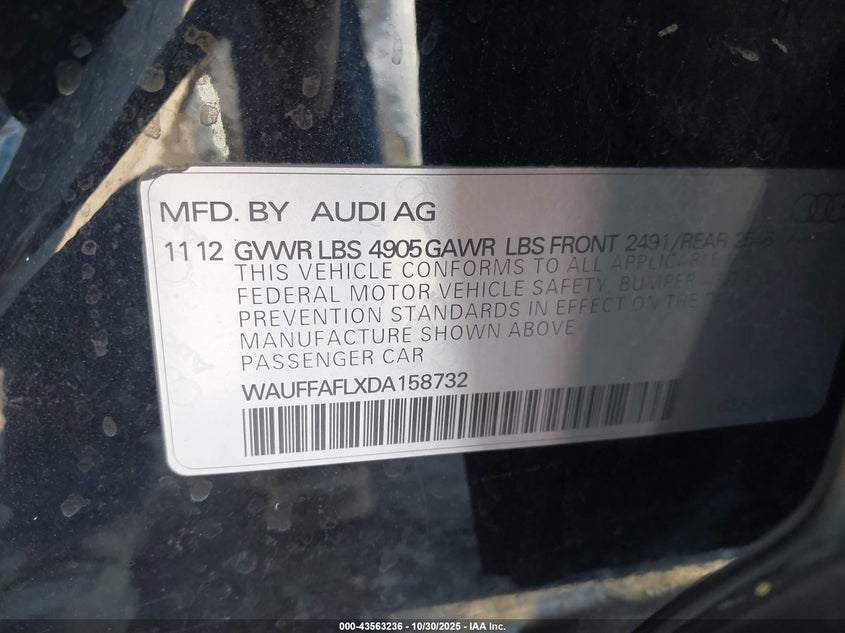 MFD. BY AUDI AG
11 12 GVWR LBS 4905 GAWR LBS FRONT 2491/REAR
THIS VEHICLE CONFORMS TO ALL APPLICABLE
FEDERAL MOTOR VEHICLE SAFETY, BUMPER
PREVENTION STANDARDS IN EFFECT ON THE
MANUFACTURE SHOWN ABOVE
PASSENGER CAR
WAUFFAFLXDA158732
000-43563236 - 10/30/2025 - IAA Inc.